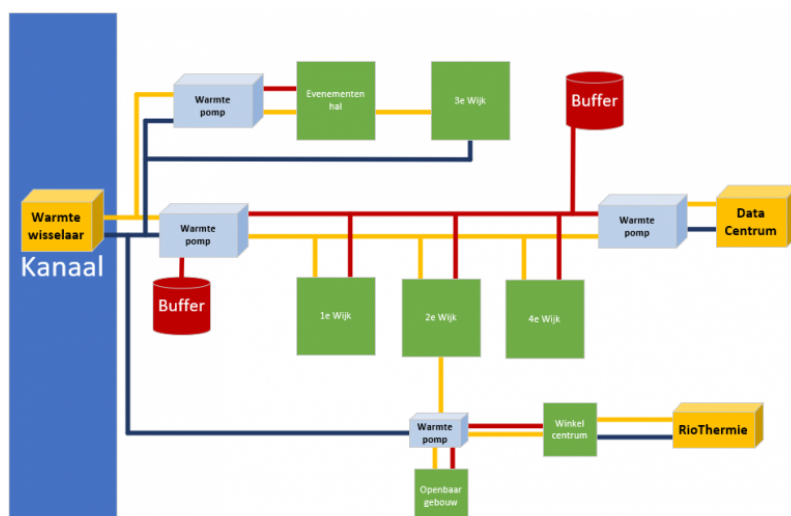 Warmte
pomp
Evenementen
hal
3e Wijk
Buffer
Warmte
wisselaar
Kanaal
Warmte
pomp
Buffer
Warmte
pomp
Data
Centrum
1e Wijk
2e Wijk
4e Wijk
Warmte
pomp
Winkel
centrum
RioThermie
Openbaar
gebouw